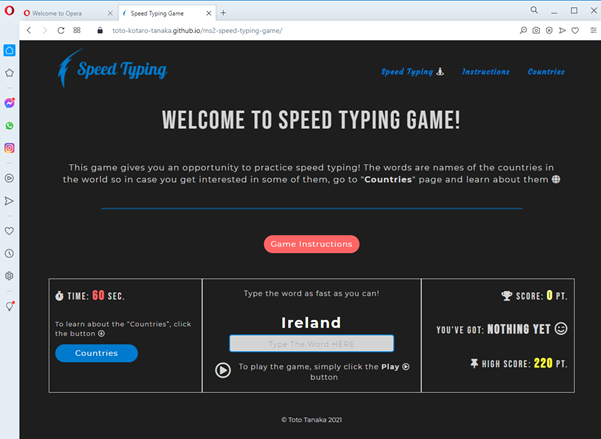 Welcome to Opera
Speed Typing Game
toto-kotaro-tanaka.github.io/ms2-speed-typing-game/
Speed Typing
Speed Typing
Instructions
Countries
WELCOME TO SPEED TYPING GAME!
This game gives you an opportunity to practice speed typing! The words are names of the countries in
the world so in case you get interested in some of them, go to "Countries" page and learn about them
Game Instructions
TIME: 60 SEC.
To learn about the "Countries", click
the button
Countries
Type the word as fast as you can!
Ireland
Type The Word HERE
To play the game, simply click the Play
button
SCORE: 0 PT.
YOU'VE GOT: NOTHING YET
HIGH SCORE: 220 PT.
© Toto Tanaka 2021